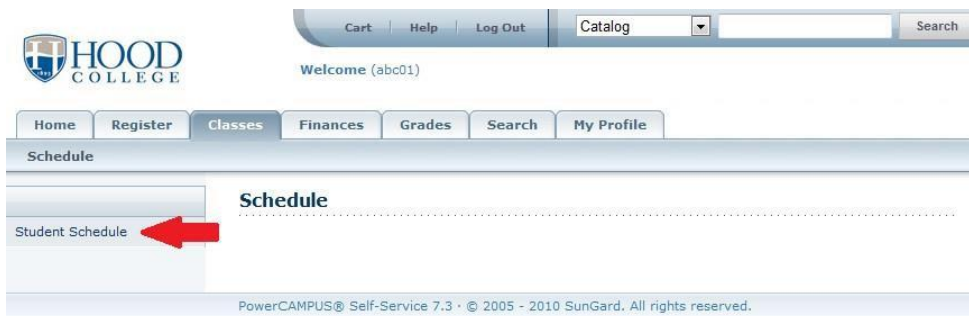 Cart Help Log Out Catalog Search
HOOD
COLLEGE
1893
Welcome (abc01)
Home Register Classes Finances Grades Search My Profile
Schedule
Schedule
Student Schedule
PowerCAMPUS® Self-Service 7.3 · © 2005 - 2010 SunGard. All rights reserved.